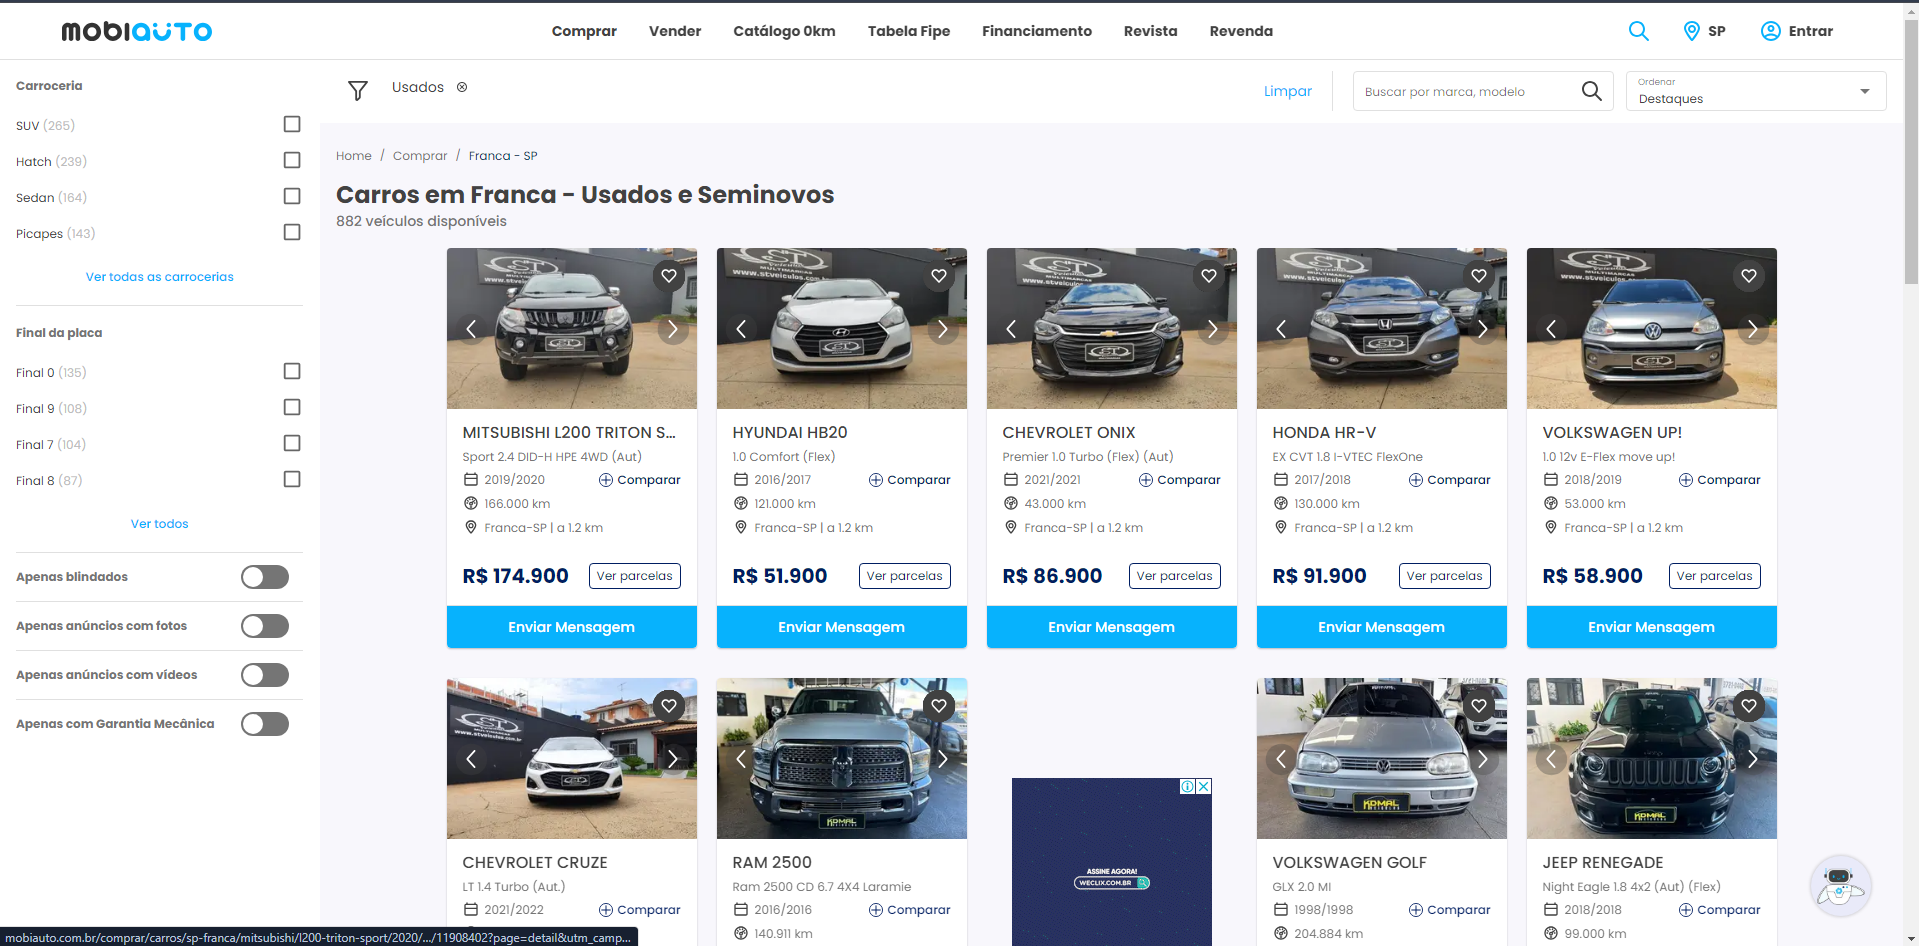 mobiauto
Comprar Vender Catálogo 0km Tabela Fipe Financiamento Revista Revenda
SP Entrar
Carroceria
SUV (265)
Hatch (239)
Sedan (164)
Picapes (143)
Ver todas as carrocerias
Final da placa
Final 0 (135)
Final 9 (108)
Final 7 (104)
Final 8 (87)
Ver todos
Apenas blindados
Apenas anúncios com fotos
Apenas anúncios com vídeos
Apenas com Garantia Mecânica
Usados
Limpar
Buscar por marca, modelo
Ordenar
Destaques
Home / Comprar / Franca - SP
Carros em Franca - Usados e Seminovos
882 veículos disponíveis
MITSUBISHI L200 TRITON S...
Sport 2.4 DID-H HPE 4WD (Aut)
2019/2020 Comparar
166.000 km
Franca-SP | a 1.2 km
R$ 174.900 Ver parcelas
Enviar Mensagem
HYUNDAI HB20
1.0 Comfort (Flex)
2016/2017 Comparar
121.000 km
Franca-SP | a 1.2 km
R$ 51.900 Ver parcelas
Enviar Mensagem
CHEVROLET ONIX
Premier 1.0 Turbo (Flex) (Aut)
2021/2021 Comparar
43.000 km
Franca-SP | a 1.2 km
R$ 86.900 Ver parcelas
Enviar Mensagem
HONDA HR-V
EX CVT 1.8 I-VTEC FlexOne
2017/2018 Comparar
130.000 km
Franca-SP | a 1.2 km
R$ 91.900 Ver parcelas
Enviar Mensagem
VOLKSWAGEN UP!
1.0 12v E-Flex move up!
2018/2019 Comparar
53.000 km
Franca-SP | a 1.2 km
R$ 58.900 Ver parcelas
Enviar Mensagem
CHEVROLET CRUZE
LT 1.4 Turbo (Aut.)
2021/2022 Comparar
RAM 2500
Ram 2500 CD 6.7 4X4 Laramie
2016/2016 Comparar
140.911 km
ASSINE AGORA!
WECLIX.COM.BR
VOLKSWAGEN GOLF
GLX 2.0 MI
1998/1998 Comparar
204.884 km
JEEP RENEGADE
Night Eagle 1.8 4x2 (Aut) (Flex)
2018/2018 Comparar
99.000 km
mobiauto.com.br/comprar/carros/sp-franca/mitsubishi/l200-triton-sport/2020/.../11908402?page=detail&utm_camp...